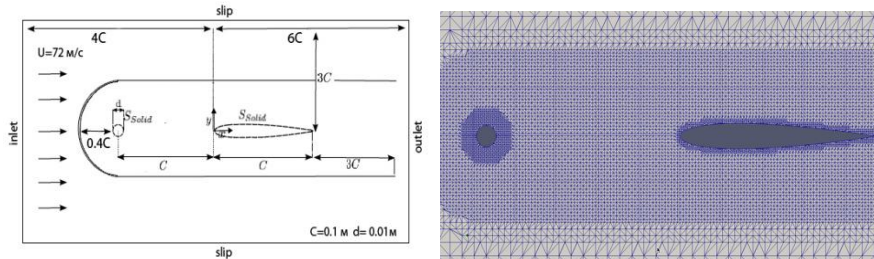 slip
4C
6C
U=72 м/с
3C
d
S_Solid
S_Solid
y
inlet
0.4C
outlet
C
C
3C
C=0.1 м d= 0.01м
slip